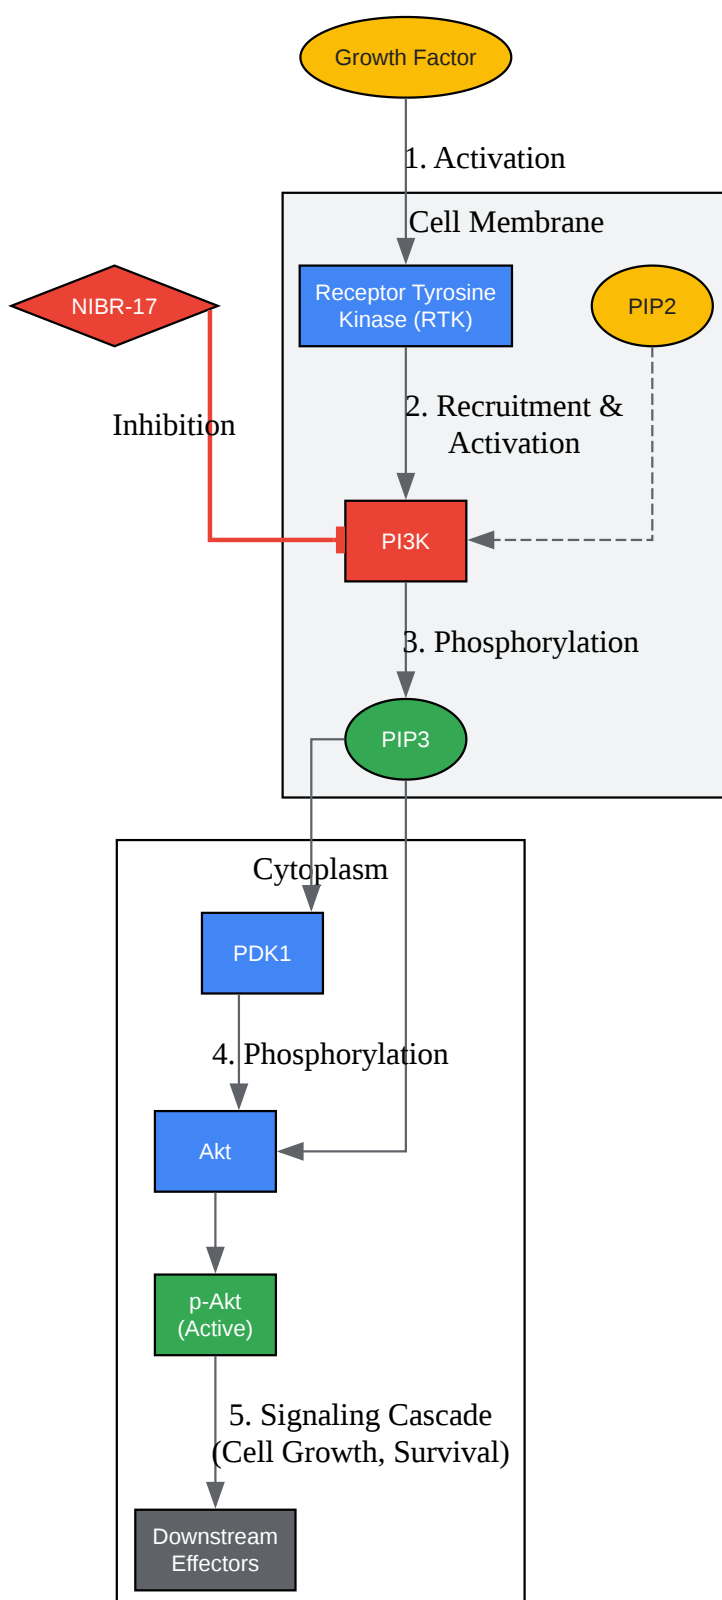 Growth Factor
1. Activation
Cell Membrane
NIBR-17
Receptor Tyrosine
Kinase (RTK)
PIP2
Inhibition
2. Recruitment &
Activation
PI3K
3. Phosphorylation
PIP3
Cytoplasm
PDK1
4. Phosphorylation
Akt
p-Akt
(Active)
5. Signaling Cascade
(Cell Growth, Survival)
Downstream
Effectors